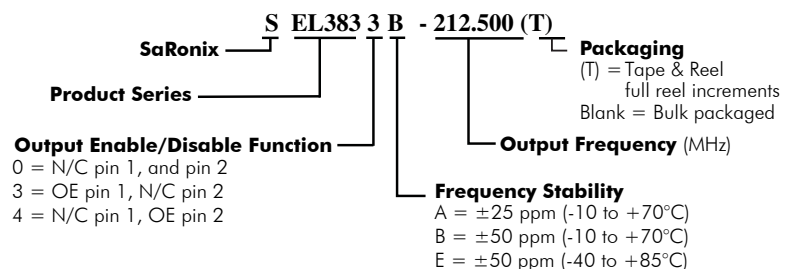 S EL383 3 B - 212.500 (T)
SaRonix
Product Series
Output Enable/Disable Function
0 = N/C pin 1, and pin 2
3 = OE pin 1, N/C pin 2
4 = N/C pin 1, OE pin 2
Packaging
(T) = Tape & Reel
full reel increments
Blank = Bulk packaged
Output Frequency (MHz)
Frequency Stability
A = ±25 ppm (-10 to +70°C)
B = ±50 ppm (-10 to +70°C)
E = ±50 ppm (-40 to +85°C)